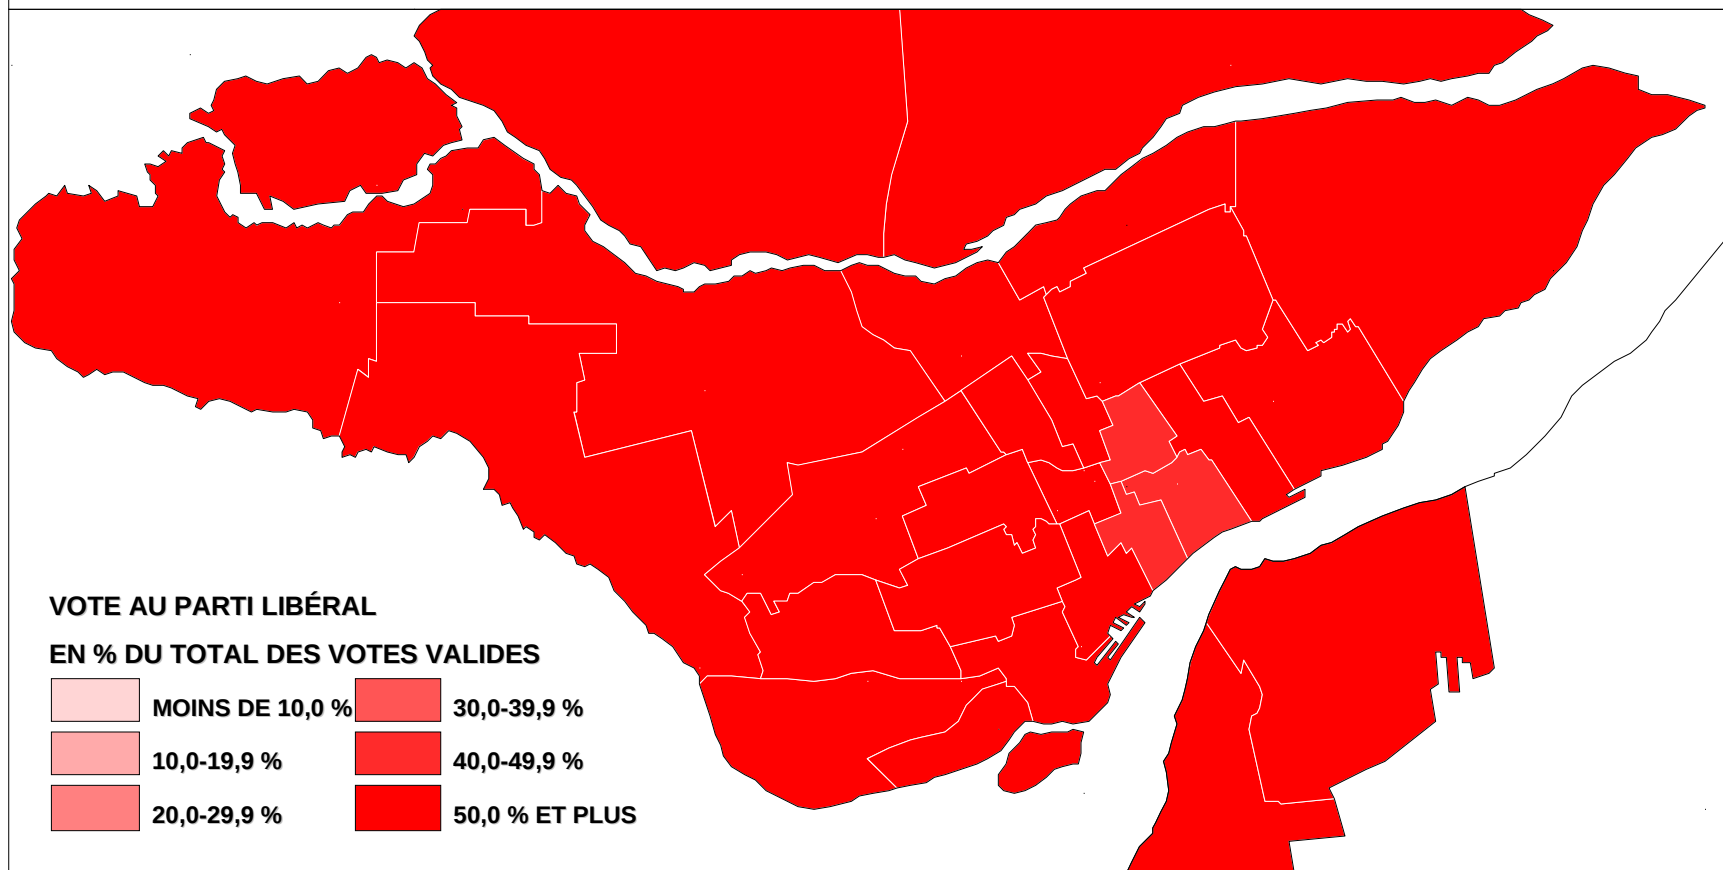 VOTE AU PARTI LIBÉRAL
EN % DU TOTAL DES VOTES VALIDES
MOINS DE 10,0 %
10,0-19,9 %
20,0-29,9 %
30,0-39,9 %
40,0-49,9 %
50,0 % ET PLUS